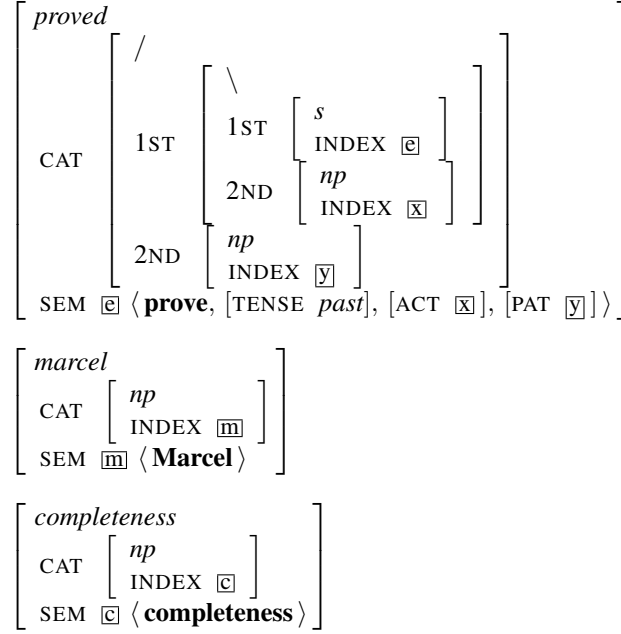 proved
/
\
1ST s
INDEX e
1ST
CAT
2ND np
INDEX x
2ND np
INDEX y
SEM e ⟨ prove, [TENSE past], [ACT x ], [PAT y ] ⟩
marcel
CAT np
INDEX m
SEM m ⟨ Marcel ⟩
completeness
CAT np
INDEX c
SEM c ⟨ completeness ⟩